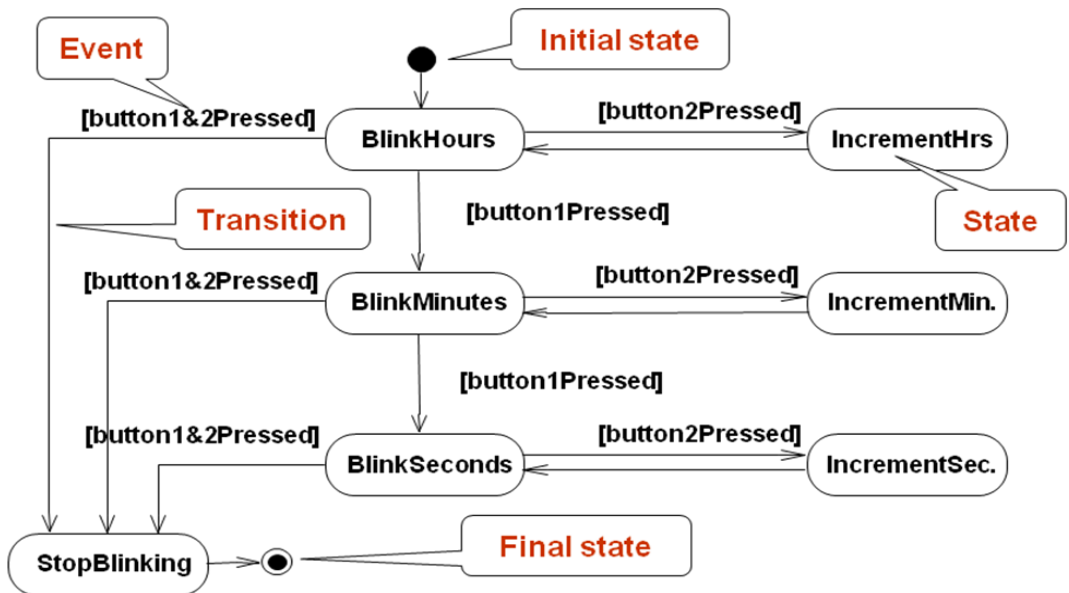 Event
Initial state
[button1&2Pressed]
BlinkHours
[button2Pressed]
IncrementHrs
Transition
[button1Pressed]
State
[button1&2Pressed]
BlinkMinutes
[button2Pressed]
IncrementMin.
[button1Pressed]
[button1&2Pressed]
BlinkSeconds
[button2Pressed]
IncrementSec.
StopBlinking
Final state